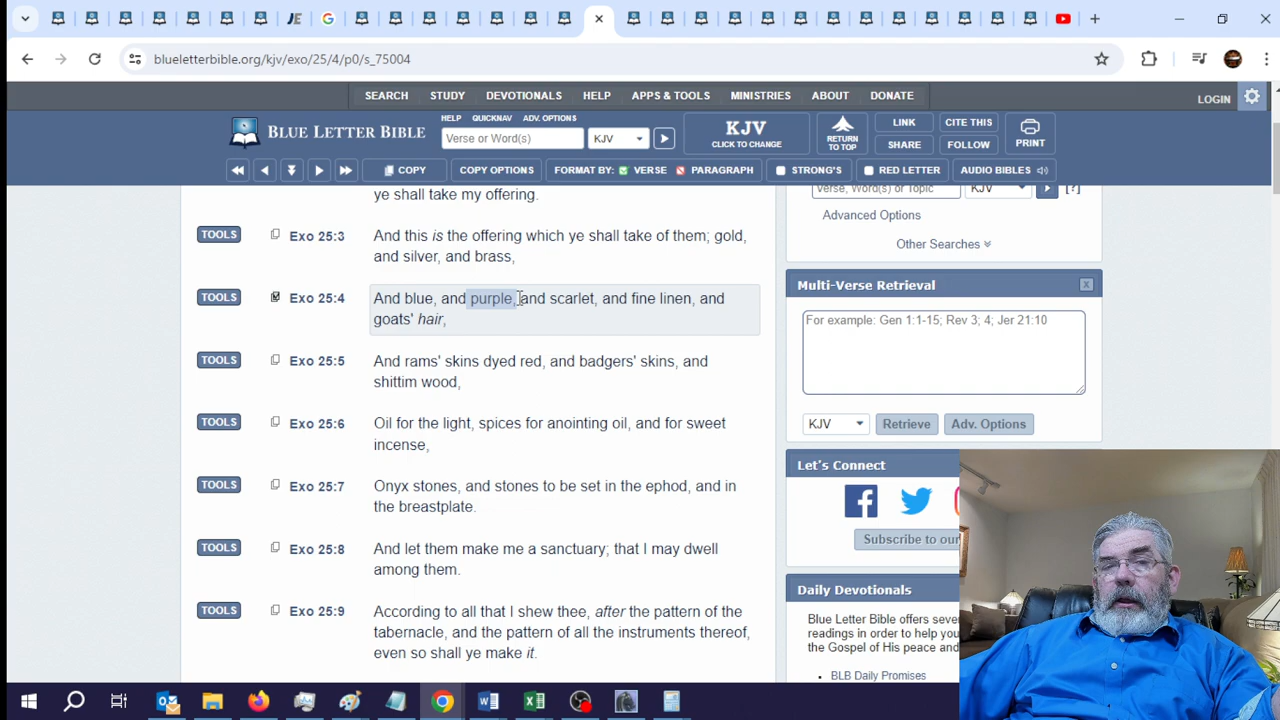 blueletterbible.org/kjv/exo/25/4/p0/s_75004
SEARCH STUDY DEVOTIONALS HELP APPS & TOOLS MINISTRIES ABOUT DONATE
LOGIN
BLUE LETTER BIBLE
HELP QUICKNAV ADV. OPTIONS
Verse or Word(s)
KJV
KJV
CLICK TO CHANGE
RETURN
TO TOP
LINK
CITE THIS
SHARE
FOLLOW
PRINT
COPY
COPY OPTIONS
FORMAT BY: VERSE PARAGRAPH
STRONG'S
RED LETTER
AUDIO BIBLES
ye shall take my offering.
TOOLS Exo 25:3 And this is the offering which ye shall take of them; gold,
and silver, and brass,
TOOLS Exo 25:4 And blue, and purple, and scarlet, and fine linen, and
goats' hair,
TOOLS Exo 25:5 And rams' skins dyed red, and badgers' skins, and
shittim wood,
TOOLS Exo 25:6 Oil for the light, spices for anointing oil, and for sweet
incense,
TOOLS Exo 25:7 Onyx stones, and stones to be set in the ephod, and in
the breastplate.
TOOLS Exo 25:8 And let them make me a sanctuary; that I may dwell
among them.
TOOLS Exo 25:9 According to all that I shew thee, after the pattern of the
tabernacle, and the pattern of all the instruments thereof,
even so shall ye make it.
Verse, Word(s) or Topic
KJV
[?]
Advanced Options
Other Searches
Multi-Verse Retrieval
X
For example: Gen 1:1-15; Rev 3; 4; Jer 21:10
KJV
Retrieve
Adv. Options
Let's Connect
Subscribe to our
Daily Devotionals
Blue Letter Bible offers seve
readings in order to help you
the Gospel of His peace and
BLB Daily Promises